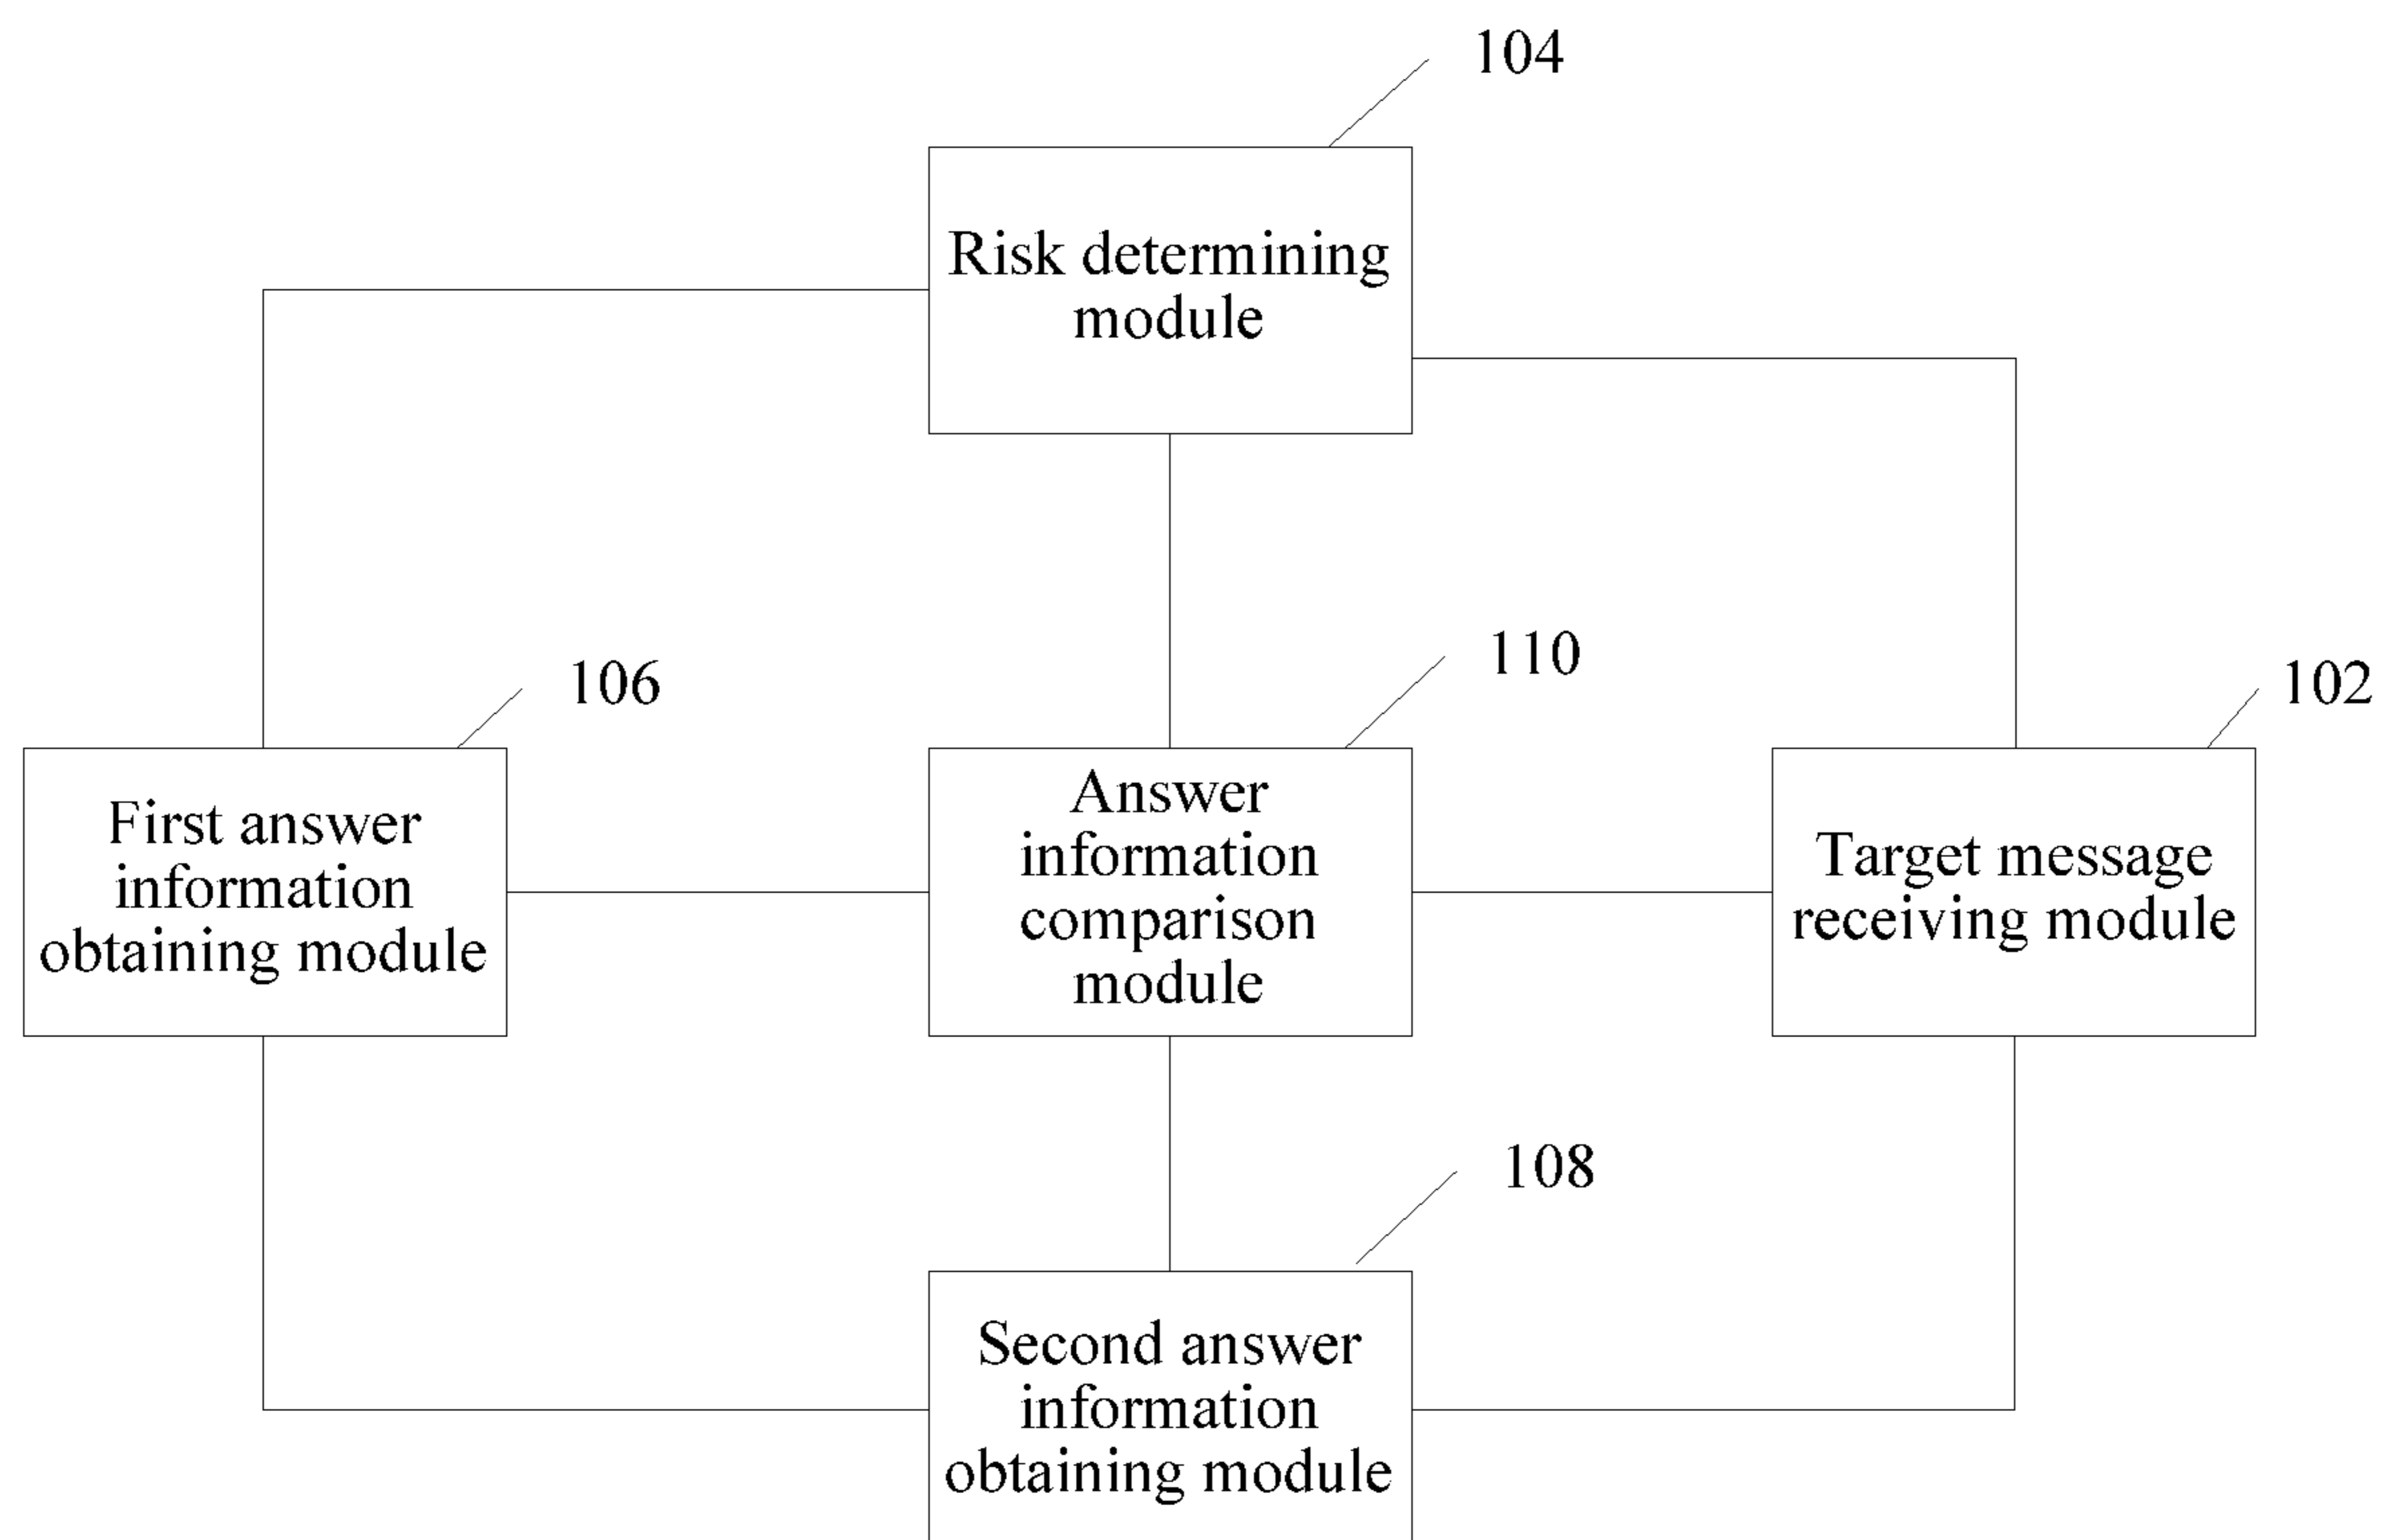 104
Risk determining
module
106
110
102
First answer
information
obtaining module
Answer
information
comparison
module
Target message
receiving module
108
Second answer
information
obtaining module